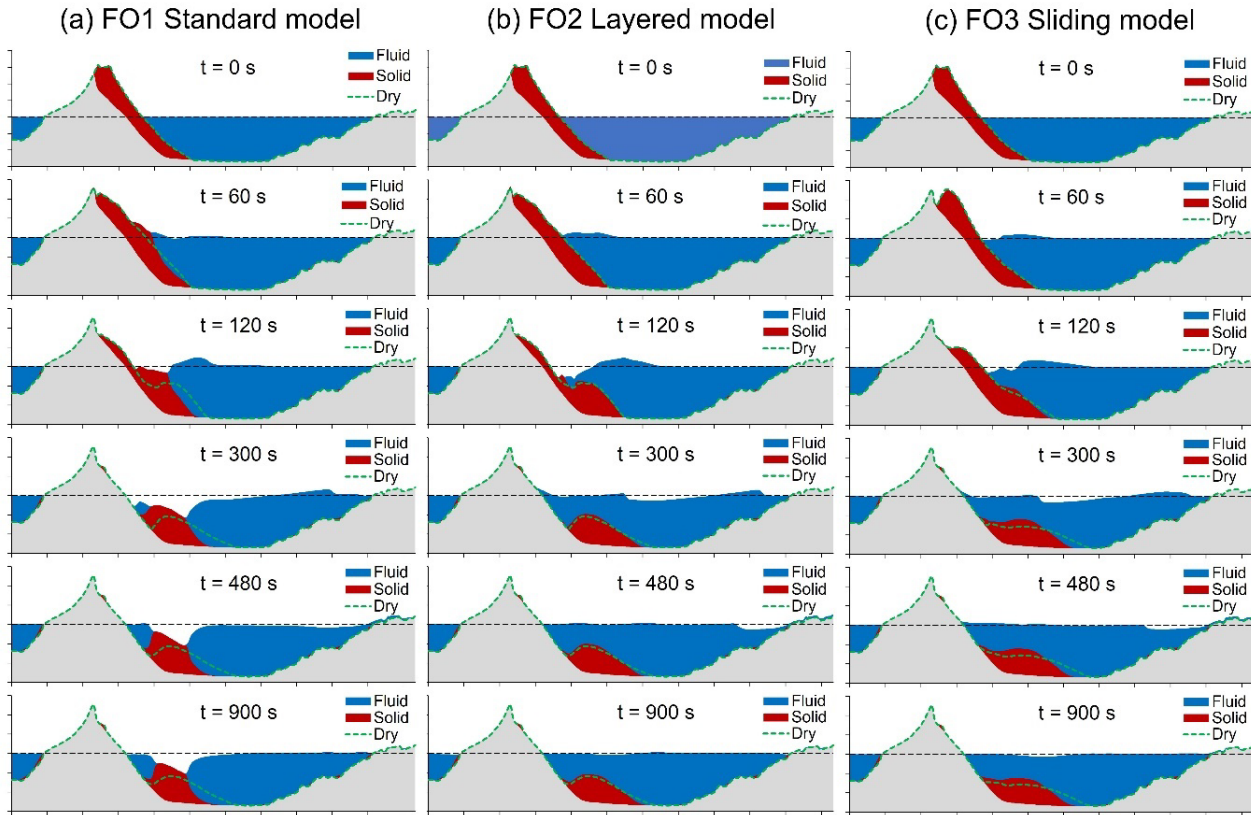 (a) FO1 Standard model
(b) FO2 Layered model
(c) FO3 Sliding model
t = 0 s
Fluid
Solid
Dry
t = 0 s
Fluid
Solid
Dry
t = 0 s
Fluid
Solid
Dry
t = 60 s
Fluid
Solid
Dry
t = 60 s
Fluid
Solid
Dry
t = 60 s
Fluid
Solid
Dry
t = 120 s
Fluid
Solid
Dry
t = 120 s
Fluid
Solid
Dry
t = 120 s
Fluid
Solid
Dry
t = 300 s
Fluid
Solid
Dry
t = 300 s
Fluid
Solid
Dry
t = 300 s
Fluid
Solid
Dry
t = 480 s
Fluid
Solid
Dry
t = 480 s
Fluid
Solid
Dry
t = 480 s
Fluid
Solid
Dry
t = 900 s
Fluid
Solid
Dry
t = 900 s
Fluid
Solid
Dry
t = 900 s
Fluid
Solid
Dry